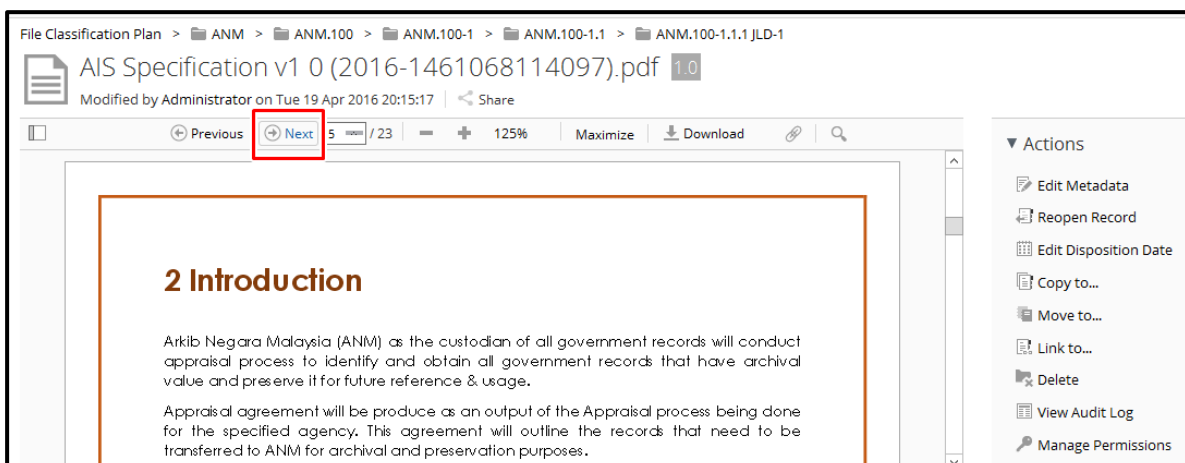 File Classification Plan > ANM > ANM.100 > ANM.100-1 > ANM.100-1.1 > ANM.100-1.1.1 JLD-1
AIS Specification v1 0 (2016-1461068114097).pdf 1.0
Modified by Administrator on Tue 19 Apr 2016 20:15:17 Share
Previous Next 5 / 23 125% Maximize Download
Actions
Edit Metadata
Reopen Record
Edit Disposition Date
Copy to...
Move to...
Link to...
Delete
View Audit Log
Manage Permissions
2 Introduction
Arkib Negara Malaysia (ANM) as the custodian of all government records will conduct
appraisal process to identify and obtain all government records that have archival
value and preserve it for future reference & usage.
Appraisal agreement will be produce as an output of the Appraisal process being done
for the specified agency. This agreement will outline the records that need to be
transferred to ANM for archival and preservation purposes.